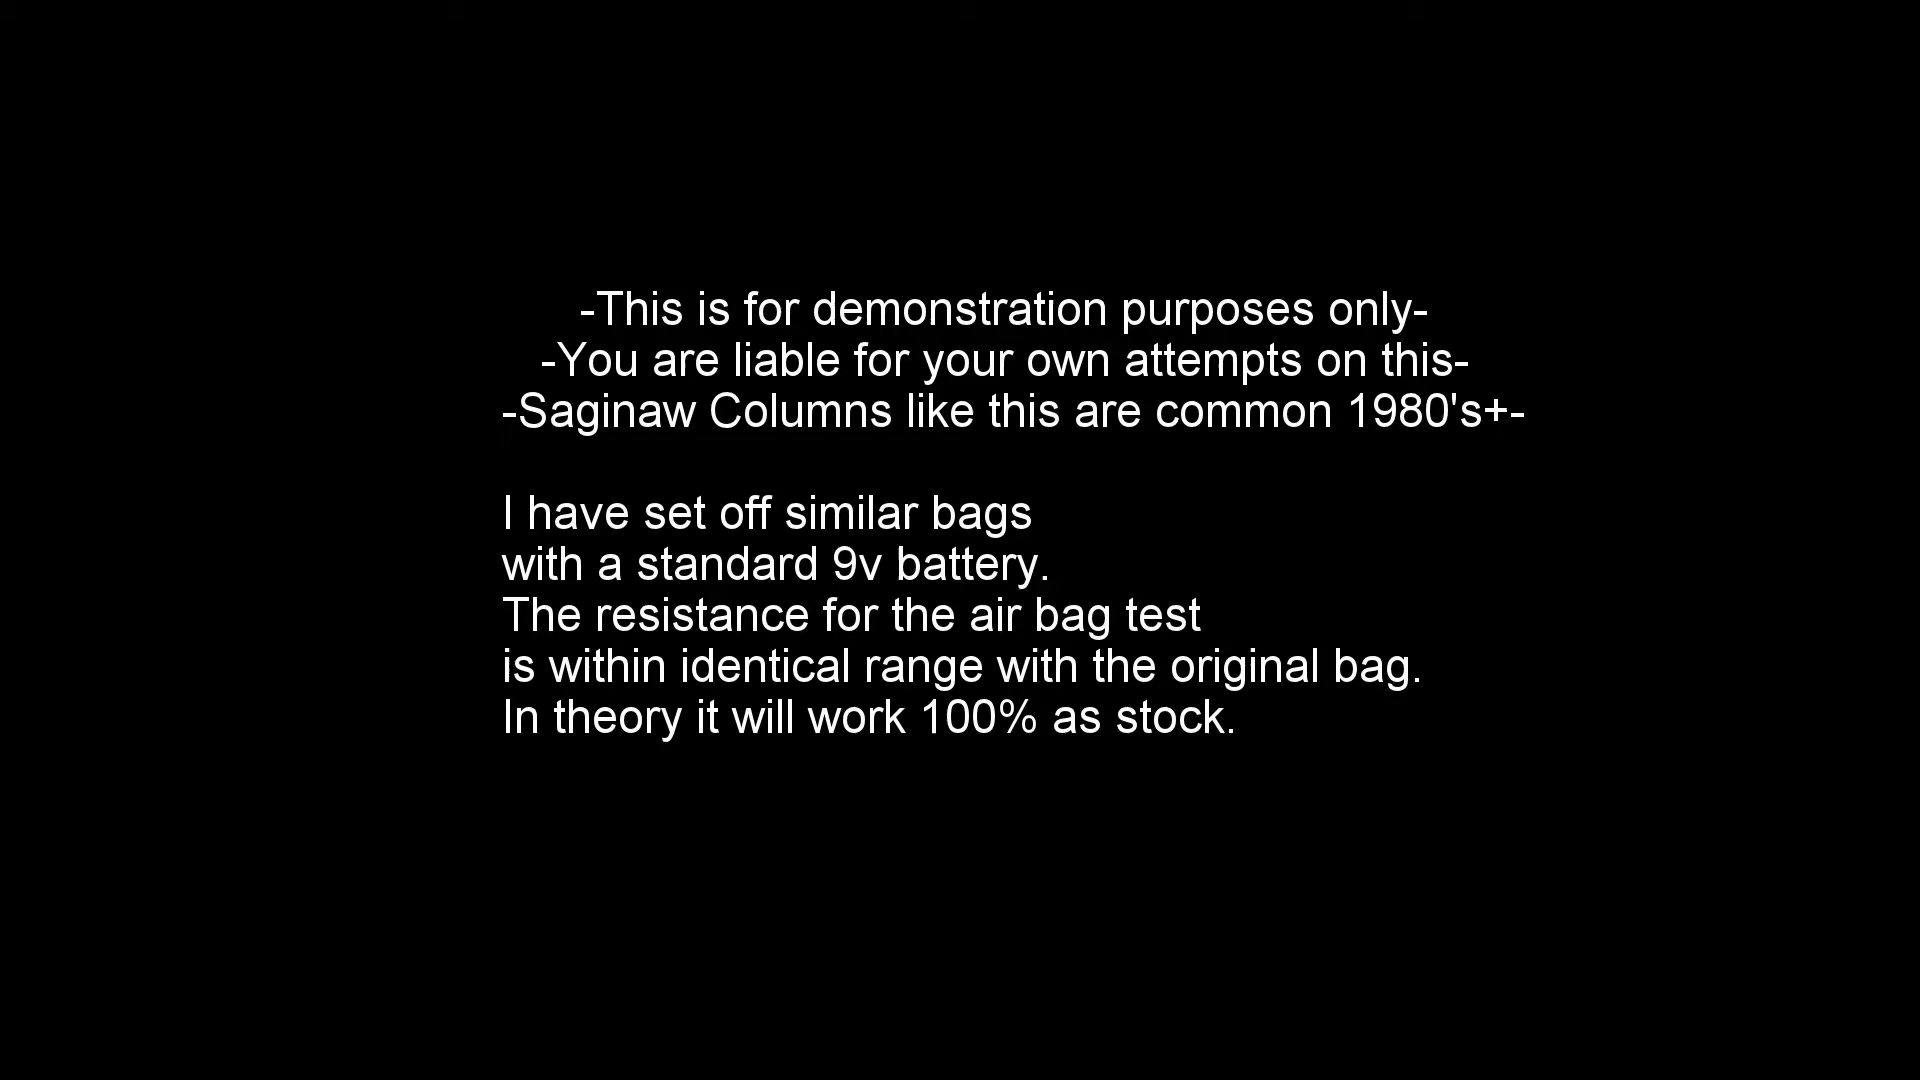 -This is for demonstration purposes only-
-You are liable for your own attempts on this-
-Saginaw Columns like this are common 1980's+-
I have set off similar bags
with a standard 9v battery.
The resistance for the air bag test
is within identical range with the original bag.
In theory it will work 100% as stock.